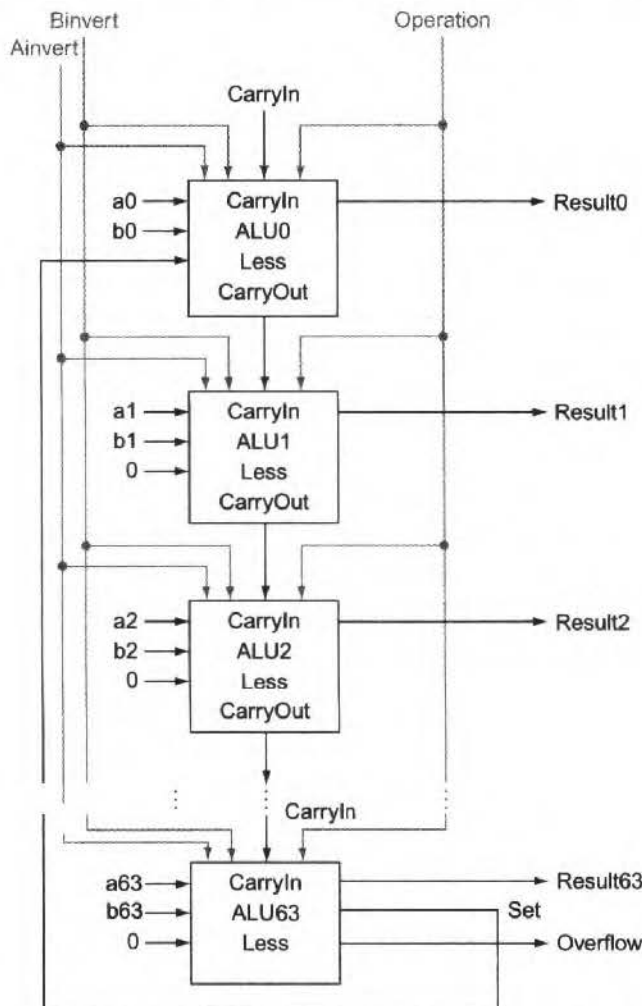 Binvert Operation
Ainvert
CarryIn
a0 CarryIn Result0
b0 ALU0
Less
CarryOut
a1 CarryIn Result1
b1 ALU1
0 Less
CarryOut
a2 CarryIn Result2
b2 ALU2
0 Less
CarryOut
CarryIn
a63 CarryIn Result63
b63 ALU63 Set
0 Less Overflow